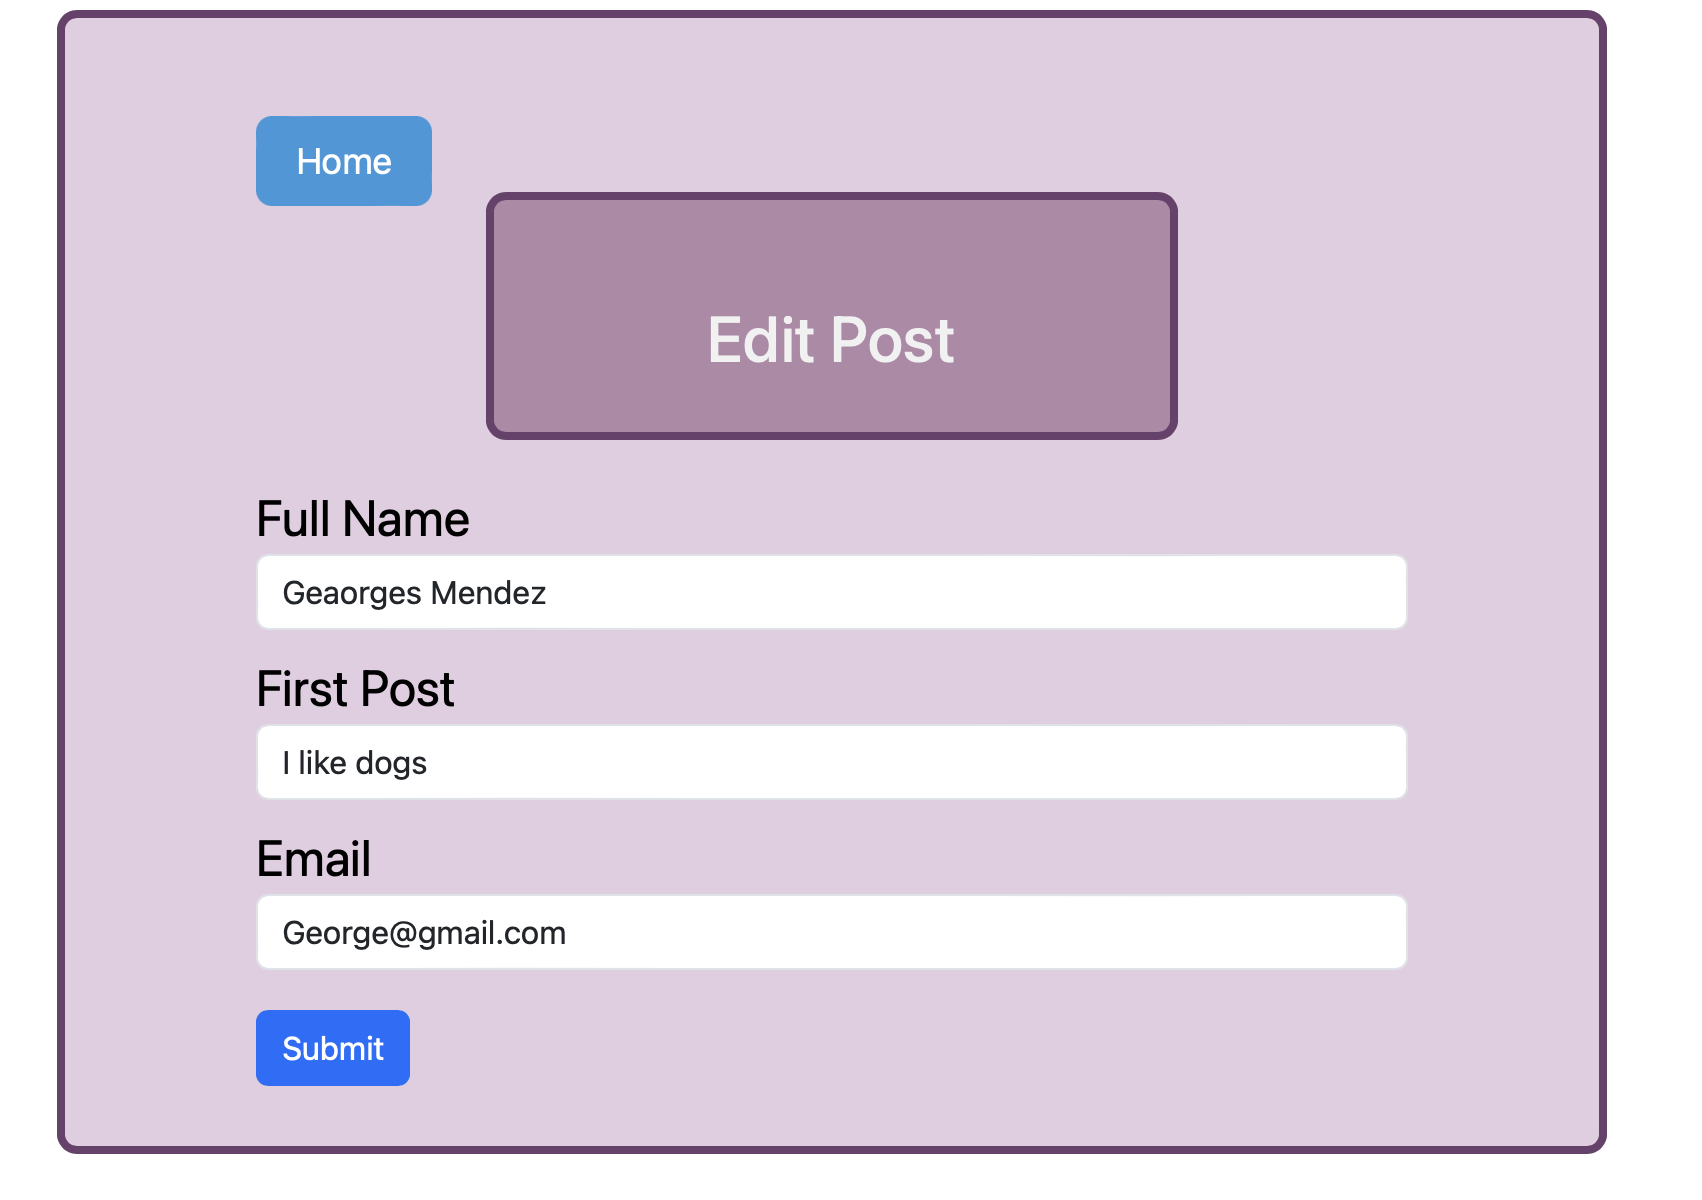 Home
Edit Post
Full Name
Geaorges Mendez
First Post
I like dogs
Email
George@gmail.com
Submit